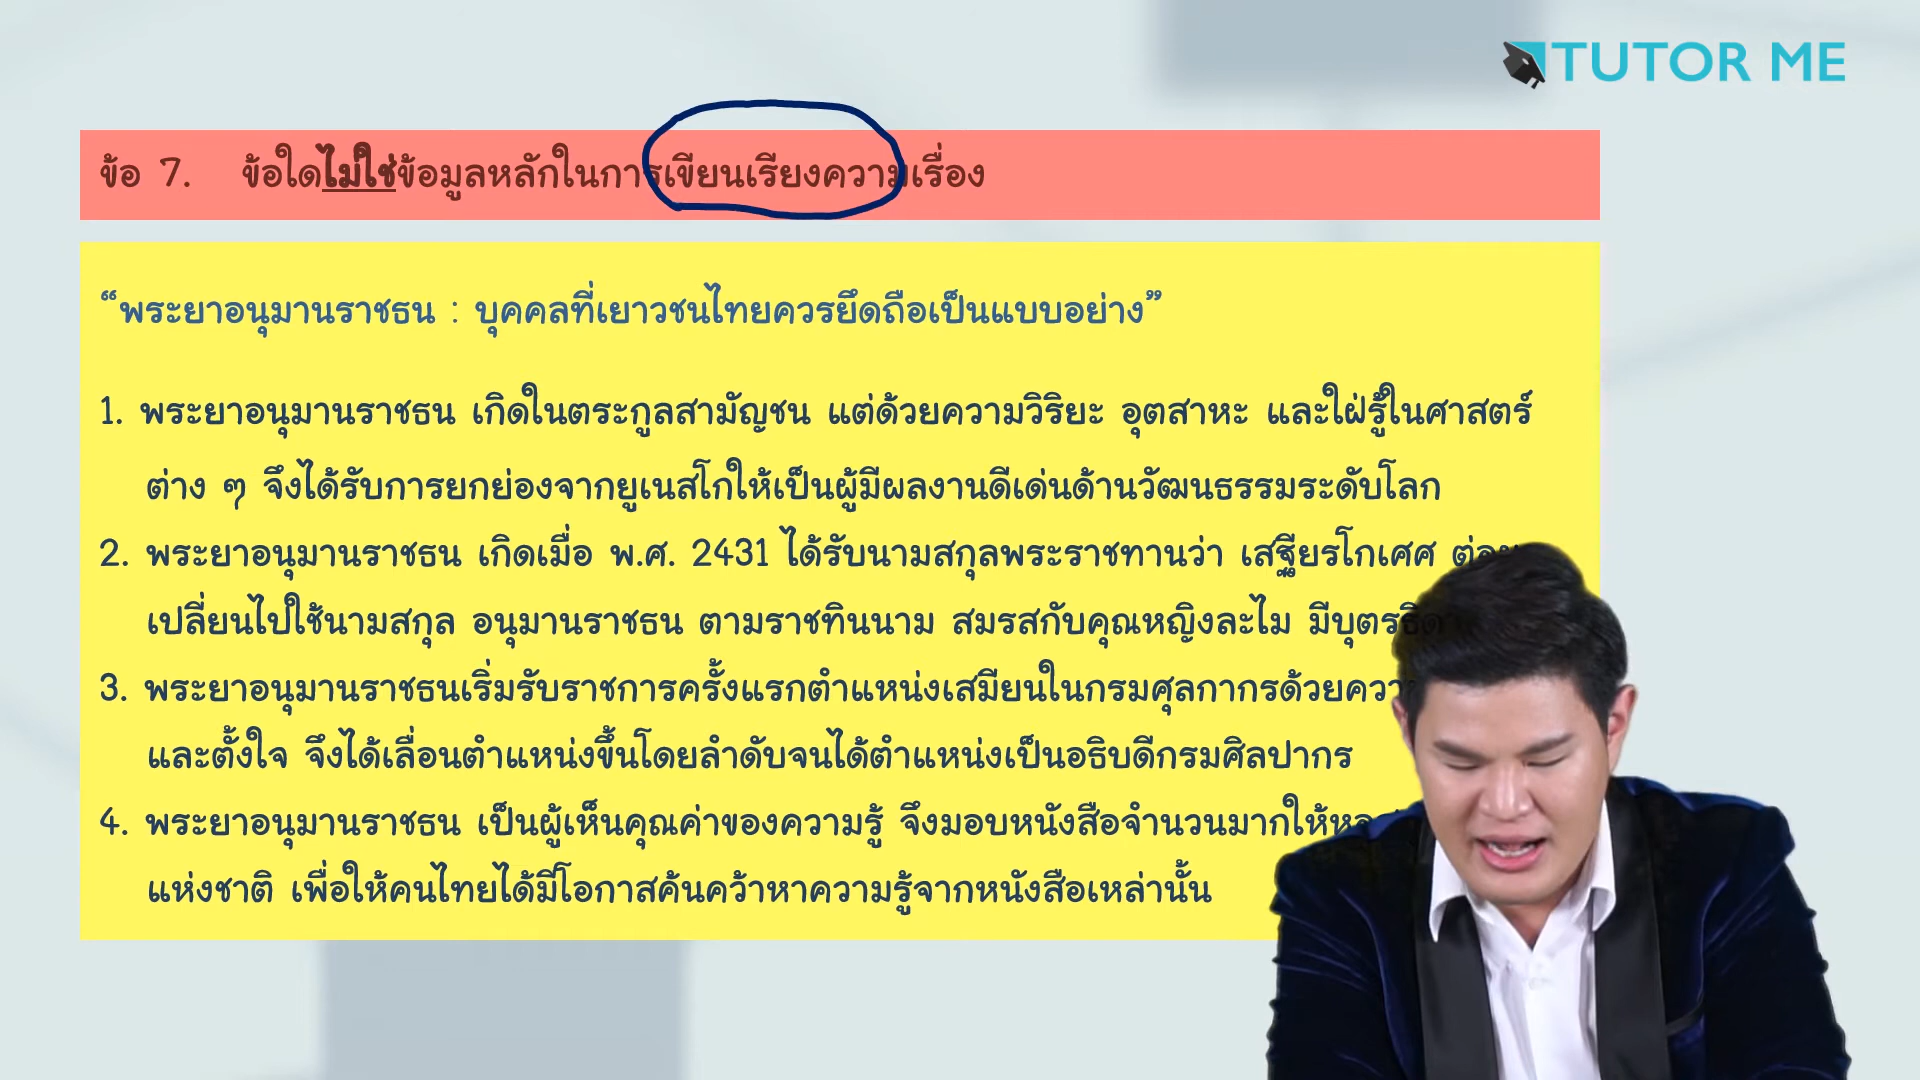 TUTOR ME
ข้อ 7. ข้อใดไม่ใช่ข้อมูลหลักในการเขียนเรียงความเรื่อง
“พระยาอนุมานราชธน : บุคคลที่เยาวชนไทยควรยึดถือเป็นแบบอย่าง”
1. พระยาอนุมานราชธน เกิดในตระกูลสามัญชน แต่ด้วยความวิริยะ อุตสาหะ และใฝ่รู้ในศาสตร์
ต่าง ๆ จึงได้รับการยกย่องจากยูเนสโกให้เป็นผู้มีผลงานดีเด่นด้านวัฒนธรรมระดับโลก
2. พระยาอนุมานราชธน เกิดเมื่อ พ.ศ. 2431 ได้รับนามสกุลพระราชทานว่า เสฐียรโกเศศ
เปลี่ยนไปใช้นามสกุล อนุมานราชธน ตามราชทินนาม สมรสกับคุณหญิงละไม มีบุตรธิดา
3. พระยาอนุมานราชธนเริ่มรับราชการครั้งแรกตำแหน่งเสมียนในกรมศุลกากรด้วย
และตั้งใจ จึงได้เลื่อนตำแหน่งขึ้นโดยลำดับจนได้ตำแหน่งเป็นอธิบดีกรมศิลปากร
4. พระยาอนุมานราชธน เป็นผู้เห็นคุณค่าของความรู้ จึงมอบหนังสือจำนวนมากให้
แห่งชาติ เพื่อให้คนไทยได้มีโอกาสค้นคว้าหาความรู้จากหนังสือเหล่านั้น